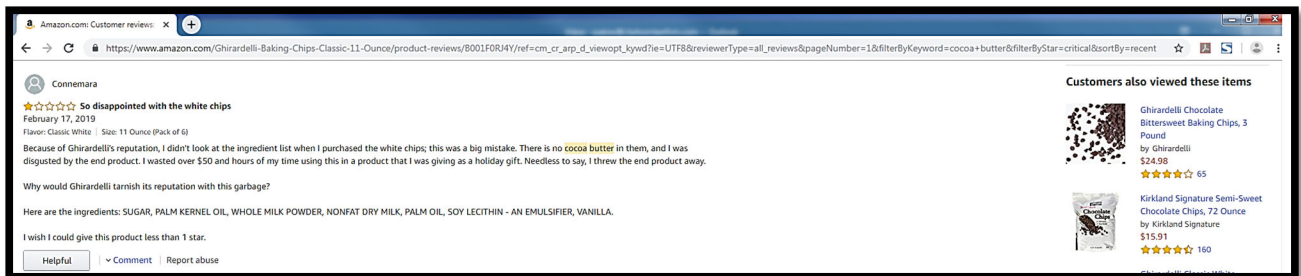 Amazon.com: Customer reviews:
https://www.amazon.com/Ghirardelli-Baking-Chips-Classic-11-Ounce/product-reviews/B001F0RJ4Y/ref=cm_cr_arp_d_viewopt_kywd?ie=UTF8&reviewerType=all_reviews&pageNumber=1&filterByKeyword=cocoa+butter&filterByStar=critical&sortBy=recent
Connemara
So disappointed with the white chips
February 17, 2019
Flavor: Classic White | Size: 11 Ounce (Pack of 6)
Because of Ghirardelli's reputation, I didn't look at the ingredient list when I purchased the white chips; this was a big mistake. There is no cocoa butter in them, and I was
disgusted by the end product. I wasted over $50 and hours of my time using this in a product that I was giving as a holiday gift. Needless to say, I threw the end product away.
Why would Ghirardelli tarnish its reputation with this garbage?
Here are the ingredients: SUGAR, PALM KERNEL OIL, WHOLE MILK POWDER, NONFAT DRY MILK, PALM OIL, SOY LECITHIN - AN EMULSIFIER, VANILLA.
I wish I could give this product less than 1 star.
Helpful | Comment | Report abuse
Customers also viewed these items
Ghirardelli Chocolate
Bittersweet Baking Chips, 3
Pound
by Ghirardelli
$24.98
65
Kirkland Signature Semi-Sweet
Chocolate Chips, 72 Ounce
by Kirkland Signature
$15.91
160